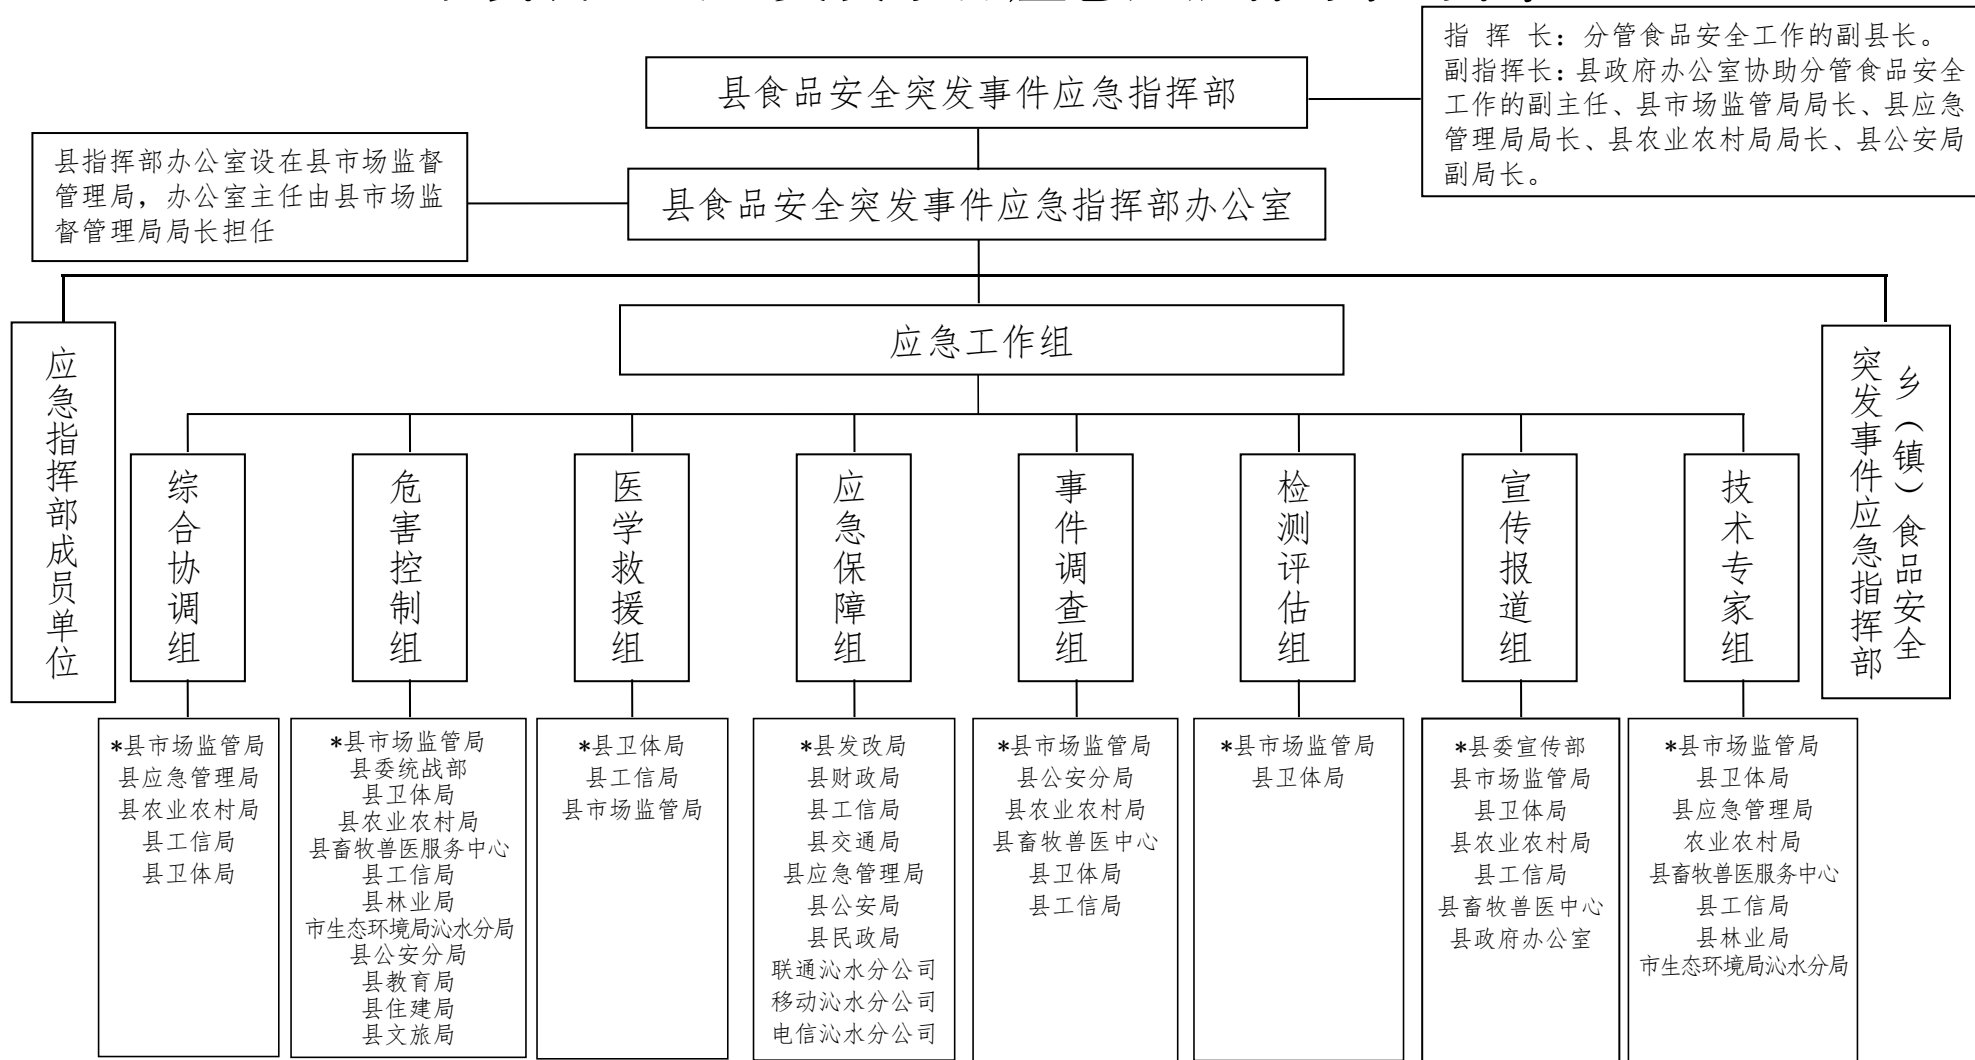 指 挥 长：分管食品安全工作的副县长。
副指挥长：县政府办公室协助分管食品安全
工作的副主任、县市场监管局局长、县应急
管理局局长、县农业农村局局长、县公安局
副局长。
县食品安全突发事件应急指挥部
县指挥部办公室设在县市场监督
管理局，办公室主任由县市场监
督管理局局长担任
县食品安全突发事件应急指挥部办公室
应急工作组
应急指挥部成员单位
综合协调组
危害控制组
医学救援组
应急保障组
事件调查组
检测评估组
宣传报道组
技术专家组
乡（镇）食品安全
突发事件应急指挥部
*县市场监管局
县应急管理局
县农业农村局
县工信局
县卫体局
*县市场监管局
县委统战部
县卫体局
县农业农村局
县畜牧兽医服务中心
县工信局
县林业局
市生态环境局沁水分局
县公安分局
县教育局
县住建局
县文旅局
*县卫体局
县工信局
县市场监管局
*县发改局
县财政局
县工信局
县交通局
县应急管理局
县公安局
县民政局
联通沁水分公司
移动沁水分公司
电信沁水分公司
*县市场监管局
县公安分局
县农业农村局
县畜牧兽医中心
县卫体局
县工信局
*县市场监管局
县卫体局
*县委宣传部
县市场监管局
县卫体局
县农业农村局
县工信局
县畜牧兽医中心
县政府办公室
*县市场监管局
县卫体局
县应急管理局
农业农村局
县畜牧兽医服务中心
县工信局
县林业局
市生态环境局沁水分局